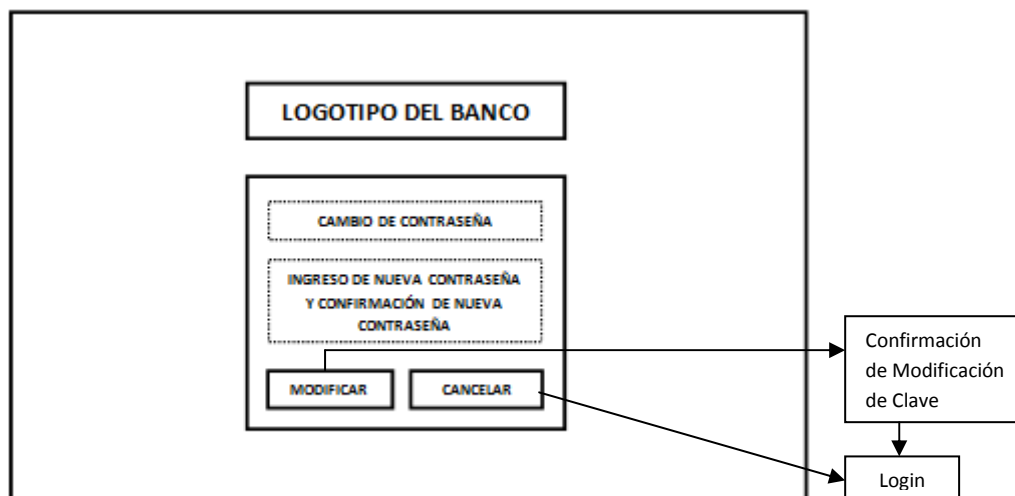 LOGOTIPO DEL BANCO
CAMBIO DE CONTRASEÑA
INGRESO DE NUEVA CONTRASEÑA
Y CONFIRMACIÓN DE NUEVA
CONTRASEÑA
MODIFICAR
CANCELAR
Confirmación
de Modificación
de Clave
Login